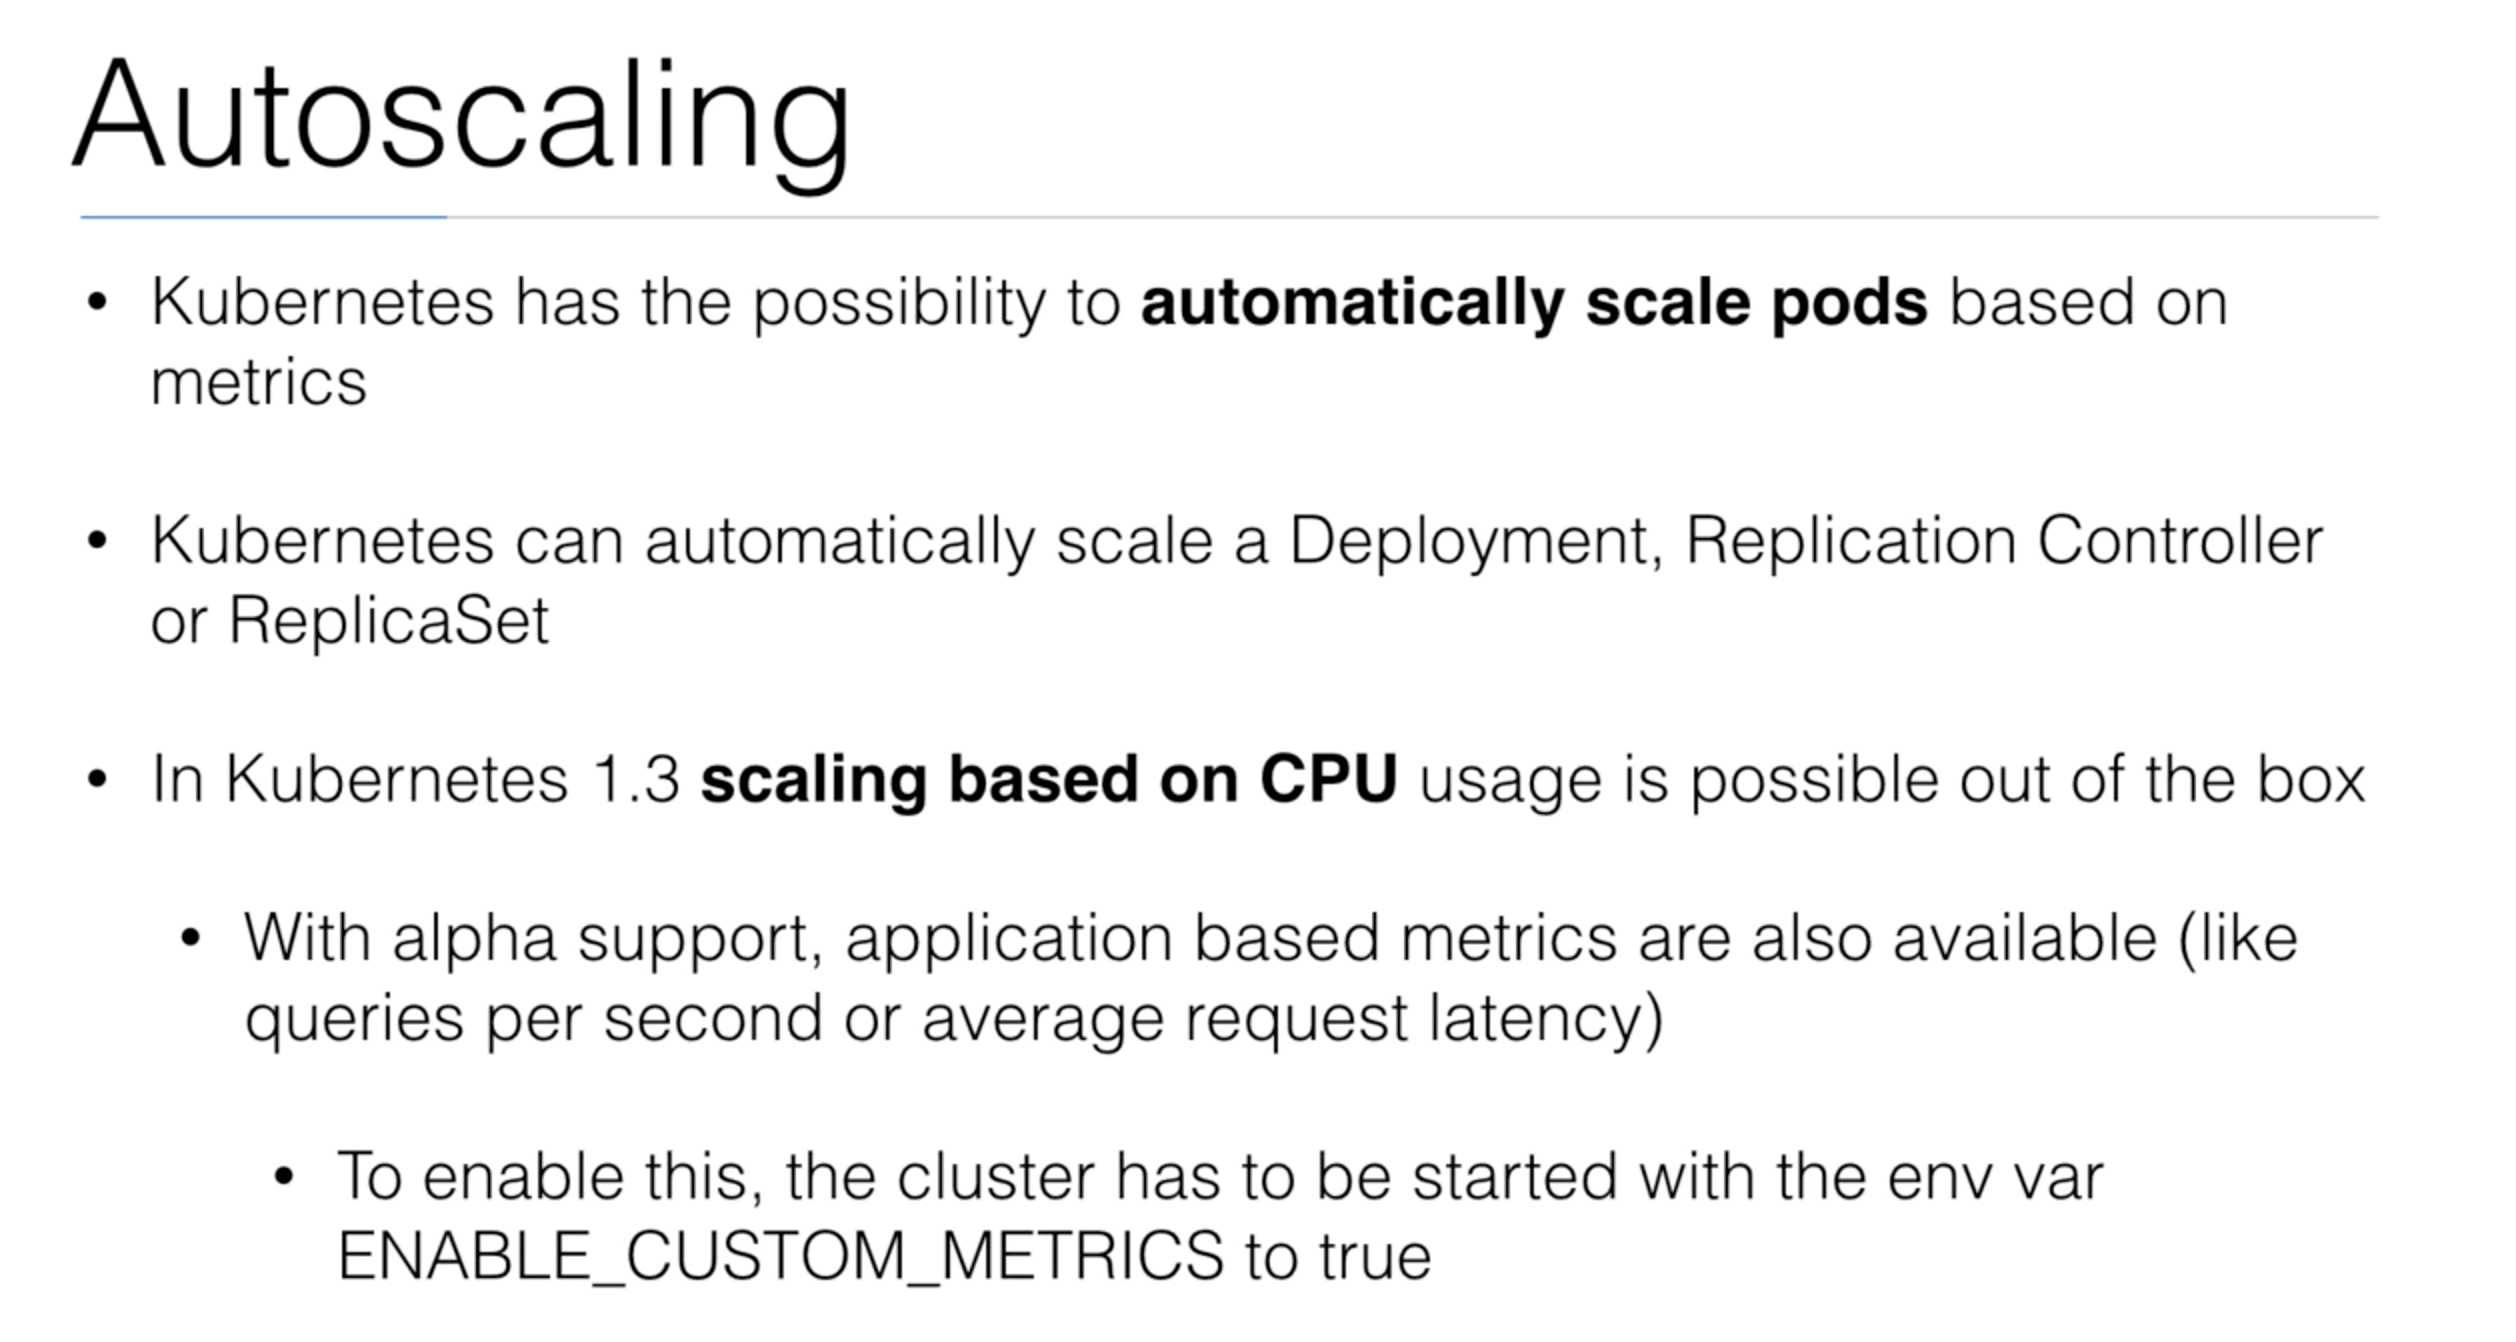 Autoscaling
• Kubernetes has the possibility to automatically scale pods based on
metrics
• Kubernetes can automatically scale a Deployment, Replication Controller
or ReplicaSet
• In Kubernetes 1.3 scaling based on CPU usage is possible out of the box
• With alpha support, application based metrics are also available (like
queries per second or average request latency)
• To enable this, the cluster has to be started with the env var
ENABLE_CUSTOM_METRICS to true